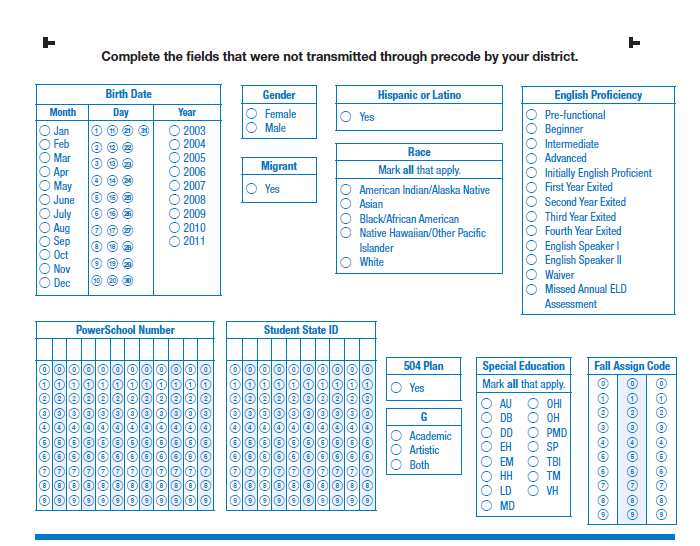 Complete the fields that were not transmitted through precode by your district.
Birth Date
Month Day Year
Jan 1 11 21 31 2003
Feb 2 12 22 2004
Mar 3 13 23 2005
Apr 4 14 24 2006
May 5 15 25 2007
June 6 16 26 2008
July 7 17 27 2009
Aug 8 18 28 2010
Sep 9 19 29 2011
Oct 10 20 30
Nov
Dec
Gender
Female
Male
Migrant
Yes
Hispanic or Latino
Yes
Race
Mark all that apply.
American Indian/Alaska Native
Asian
Black/African American
Native Hawaiian/Other Pacific
Islander
White
English Proficiency
Pre-functional
Beginner
Intermediate
Advanced
Initially English Proficient
First Year Exited
Second Year Exited
Third Year Exited
Fourth Year Exited
English Speaker I
English Speaker II
Waiver
Missed Annual ELD
Assessment
PowerSchool Number
0 0 0 0 0 0 0 0 0 0 0 0
1 1 1 1 1 1 1 1 1 1 1 1
2 2 2 2 2 2 2 2 2 2 2 2
3 3 3 3 3 3 3 3 3 3 3 3
4 4 4 4 4 4 4 4 4 4 4 4
5 5 5 5 5 5 5 5 5 5 5 5
6 6 6 6 6 6 6 6 6 6 6 6
7 7 7 7 7 7 7 7 7 7 7 7
8 8 8 8 8 8 8 8 8 8 8 8
9 9 9 9 9 9 9 9 9 9 9 9
Student State ID
0 0 0 0 0 0 0 0 0 0
1 1 1 1 1 1 1 1 1 1
2 2 2 2 2 2 2 2 2 2
3 3 3 3 3 3 3 3 3 3
4 4 4 4 4 4 4 4 4 4
5 5 5 5 5 5 5 5 5 5
6 6 6 6 6 6 6 6 6 6
7 7 7 7 7 7 7 7 7 7
8 8 8 8 8 8 8 8 8 8
9 9 9 9 9 9 9 9 9 9
504 Plan
Yes
G
Academic
Artistic
Both
Special Education
Mark all that apply.
AU OHI
DB OH
DD PMD
EH SP
EM TBI
HH TM
LD VH
MD
Fall Assign Code
0 0 0
1 1 1
2 2 2
3 3 3
4 4 4
5 5 5
6 6 6
7 7 7
8 8 8
9 9 9